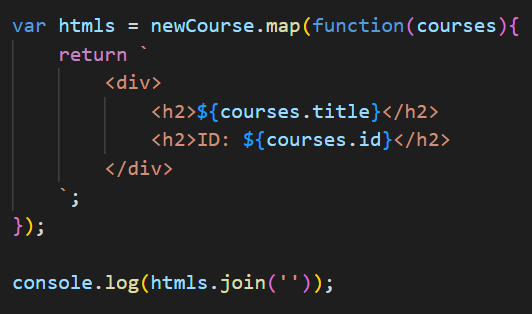 var htmls = newCourse.map(function(courses){
    return `
        <div>
            <h2>${courses.title}</h2>
            <h2>ID: ${courses.id}</h2>
        </div>
    `;
});

console.log(htmls.join(''));